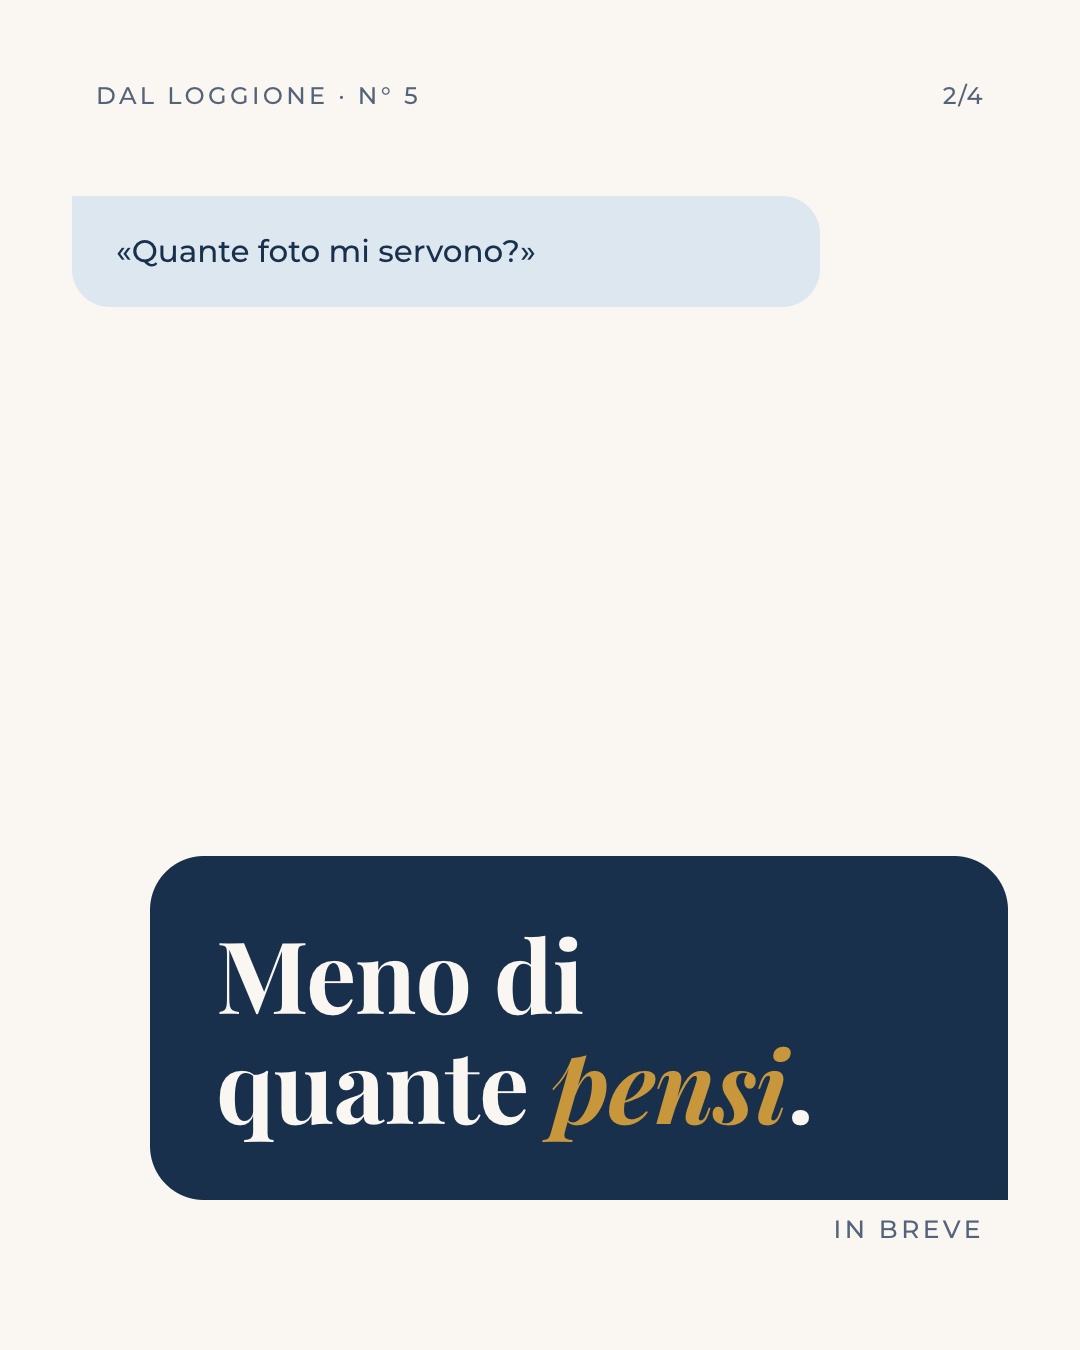 DAL LOGGIONE · N° 5
2/4
«Quante foto mi servono?»
Meno di
quante pensi.
IN BREVE